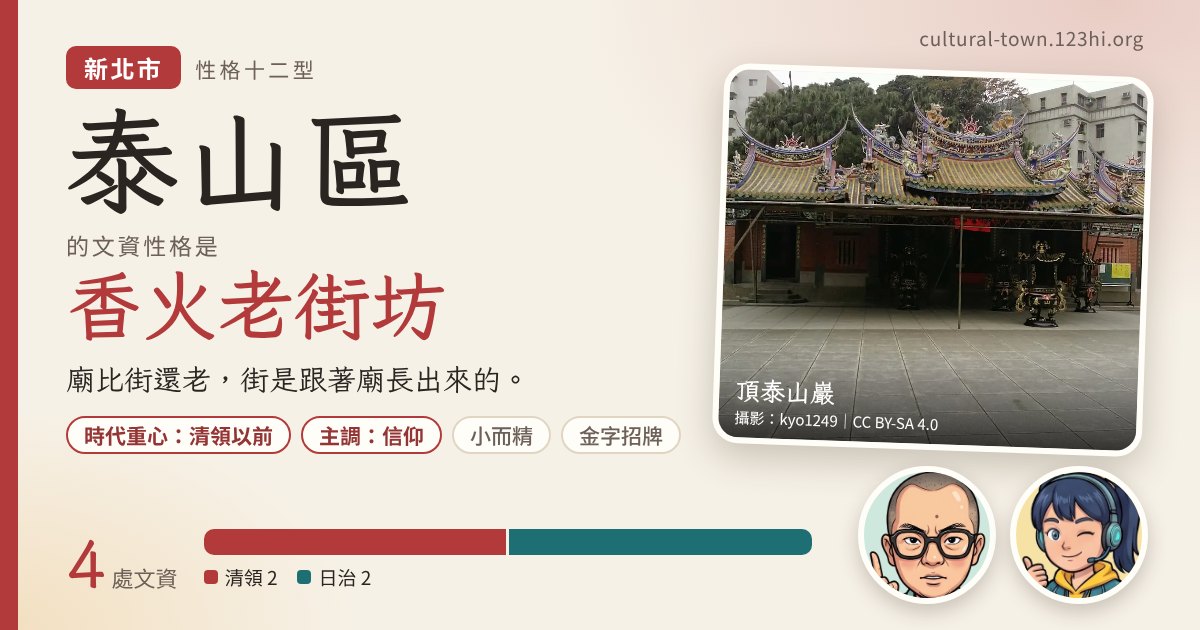 新北市 性格十二型
cultural-town.123hi.org
泰山區
的文資性格是
香火老街坊
廟比街還老，街是跟著廟長出來的。
時代重心：清領以前 主調：信仰 小而精 金字招牌
頂泰山巖
攝影：kyo1249｜CC BY-SA 4.0
4 處文資
清領 2 日治 2